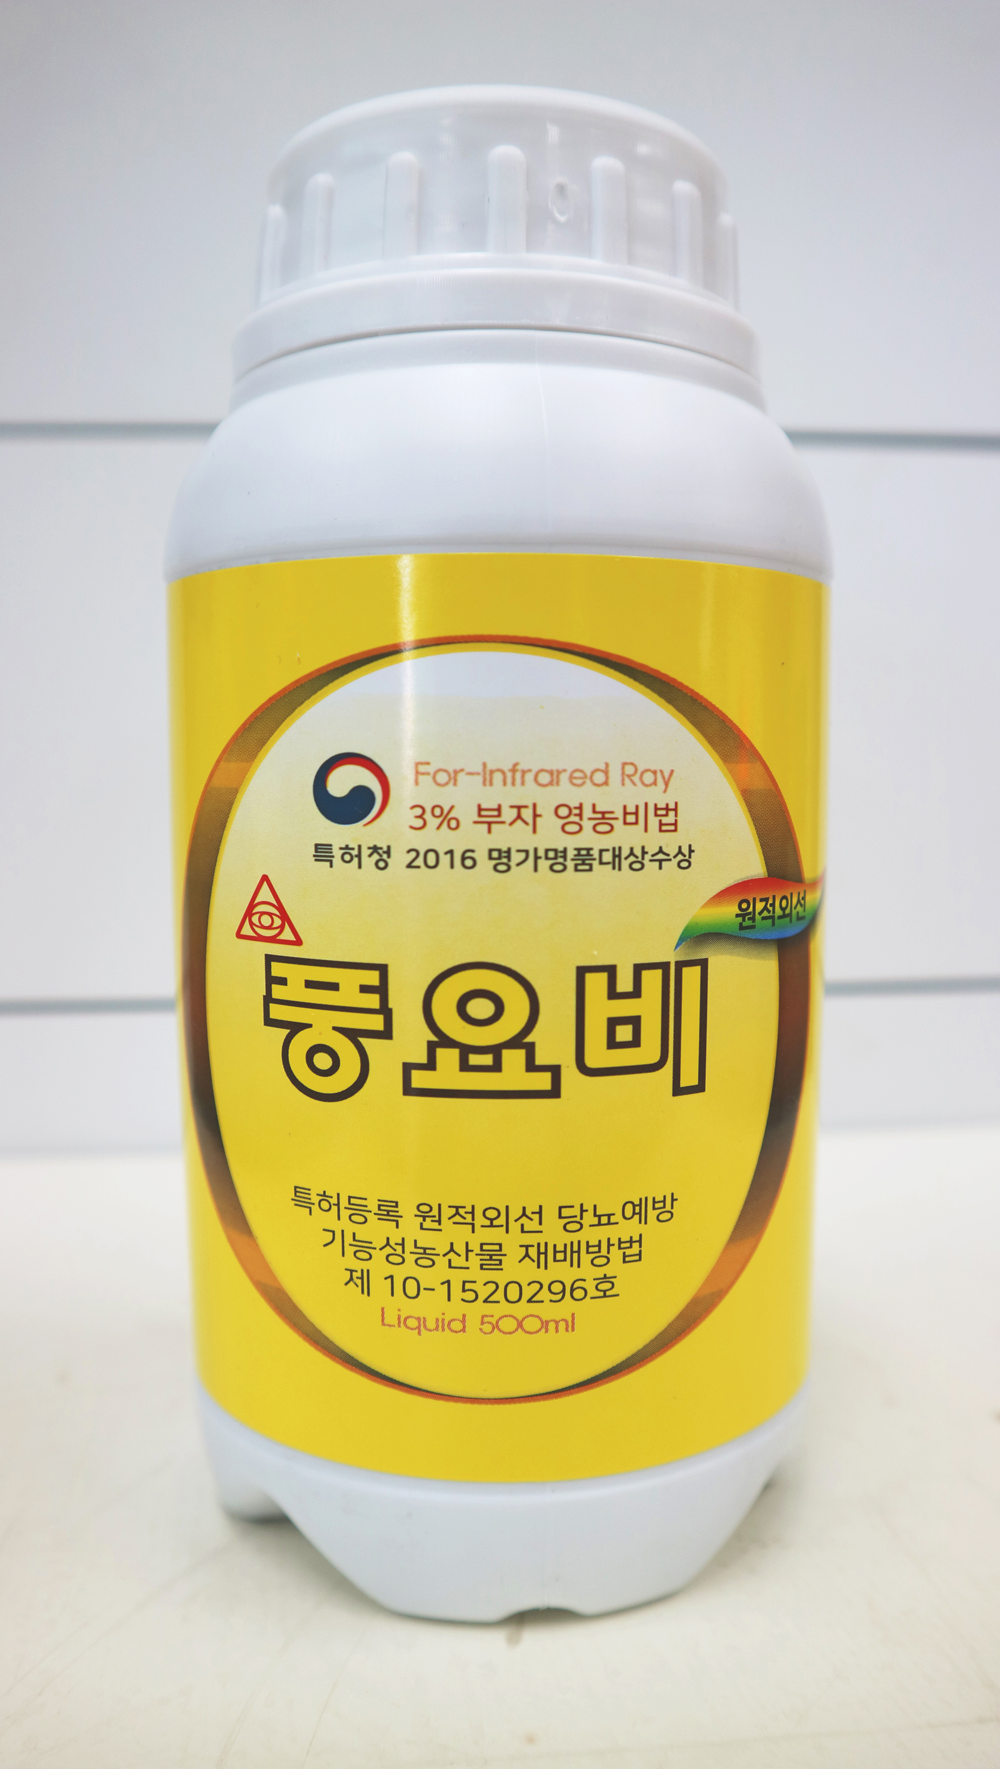 For-Infrared Ray
3% 부자 영농비법
특허청 2016 명가명품대상수상
원적외선
풍요비
특허등록 원적외선 당뇨예방
기능성농산물 재배방법
제 10-1520296호
Liquid 500ml